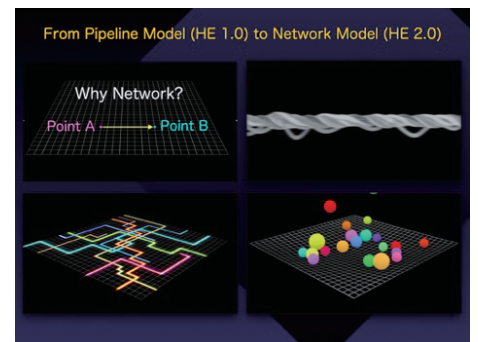 From Pipeline Model (HE 1.0) to Network Model (HE 2.0)
Why Network?
Point A Point B